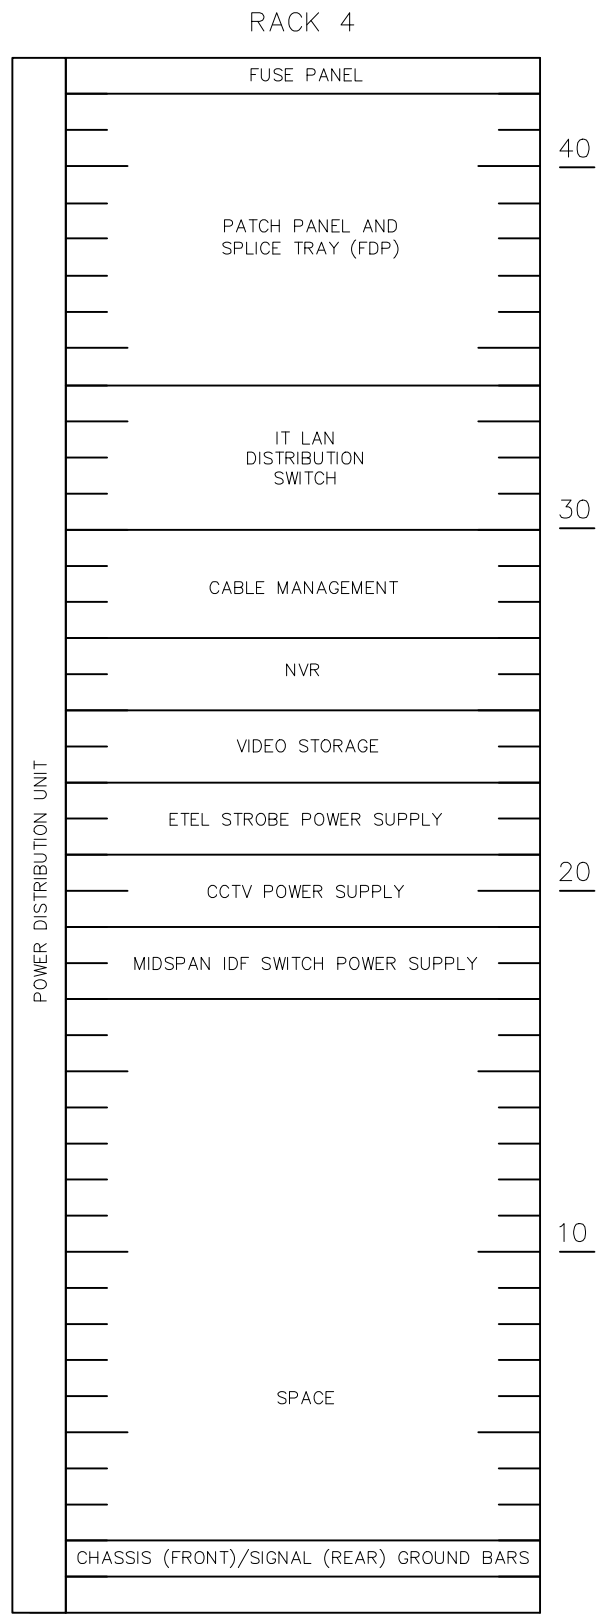 RACK 4
FUSE PANEL
40
PATCH PANEL AND
SPLICE TRAY (FDP)
IT LAN
DISTRIBUTION
SWITCH
30
CABLE MANAGEMENT
NVR
VIDEO STORAGE
ETEL STROBE POWER SUPPLY
20
CCTV POWER SUPPLY
MIDSPAN IDF SWITCH POWER SUPPLY
POWER DISTRIBUTION UNIT
10
SPACE
CHASSIS (FRONT)/SIGNAL (REAR) GROUND BARS